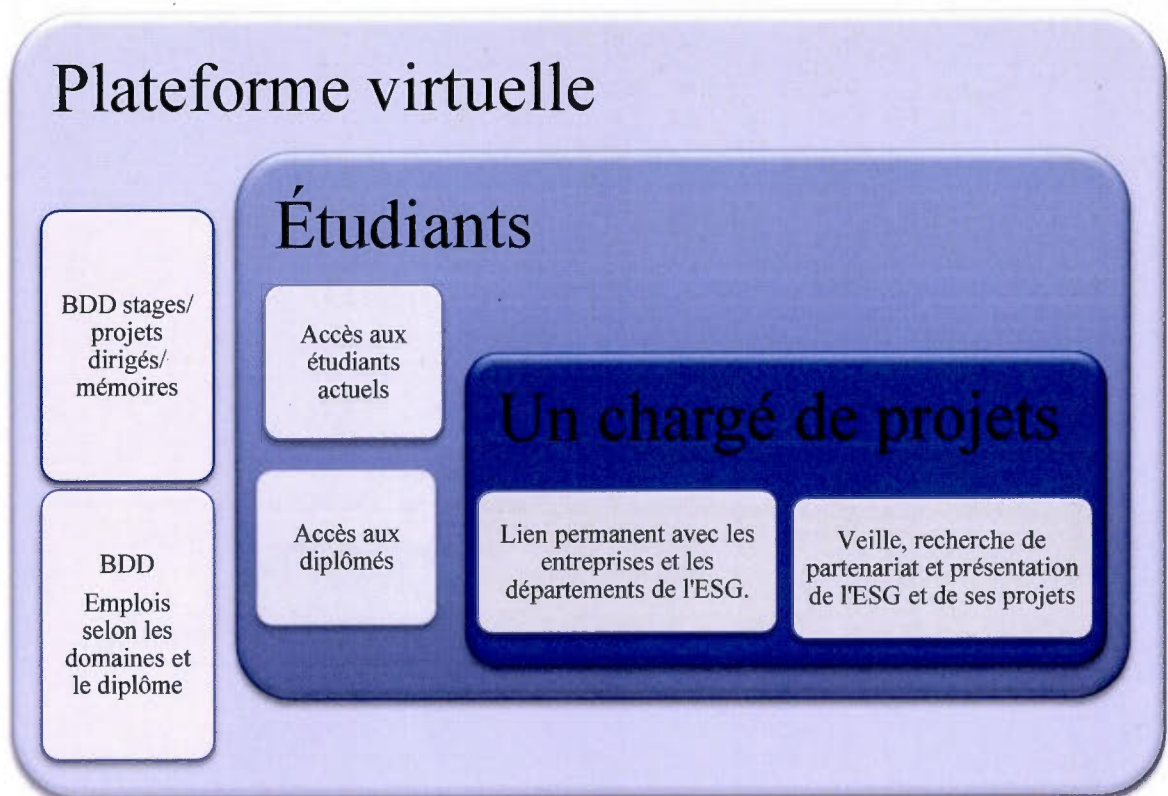 Plateforme virtuelle
Étudiants
BDD stages/
projets
dirigés/
mémoires
Accès aux
étudiants
actuels
Un chargé de projets
Accès aux
diplômés
Lien permanent avec les
entreprises et les
départements de l'ESG.
Veille, recherche de
partenariat et présentation
de l'ESG et de ses projets
BDD
Emplois
selon les
domaines et
le diplôme